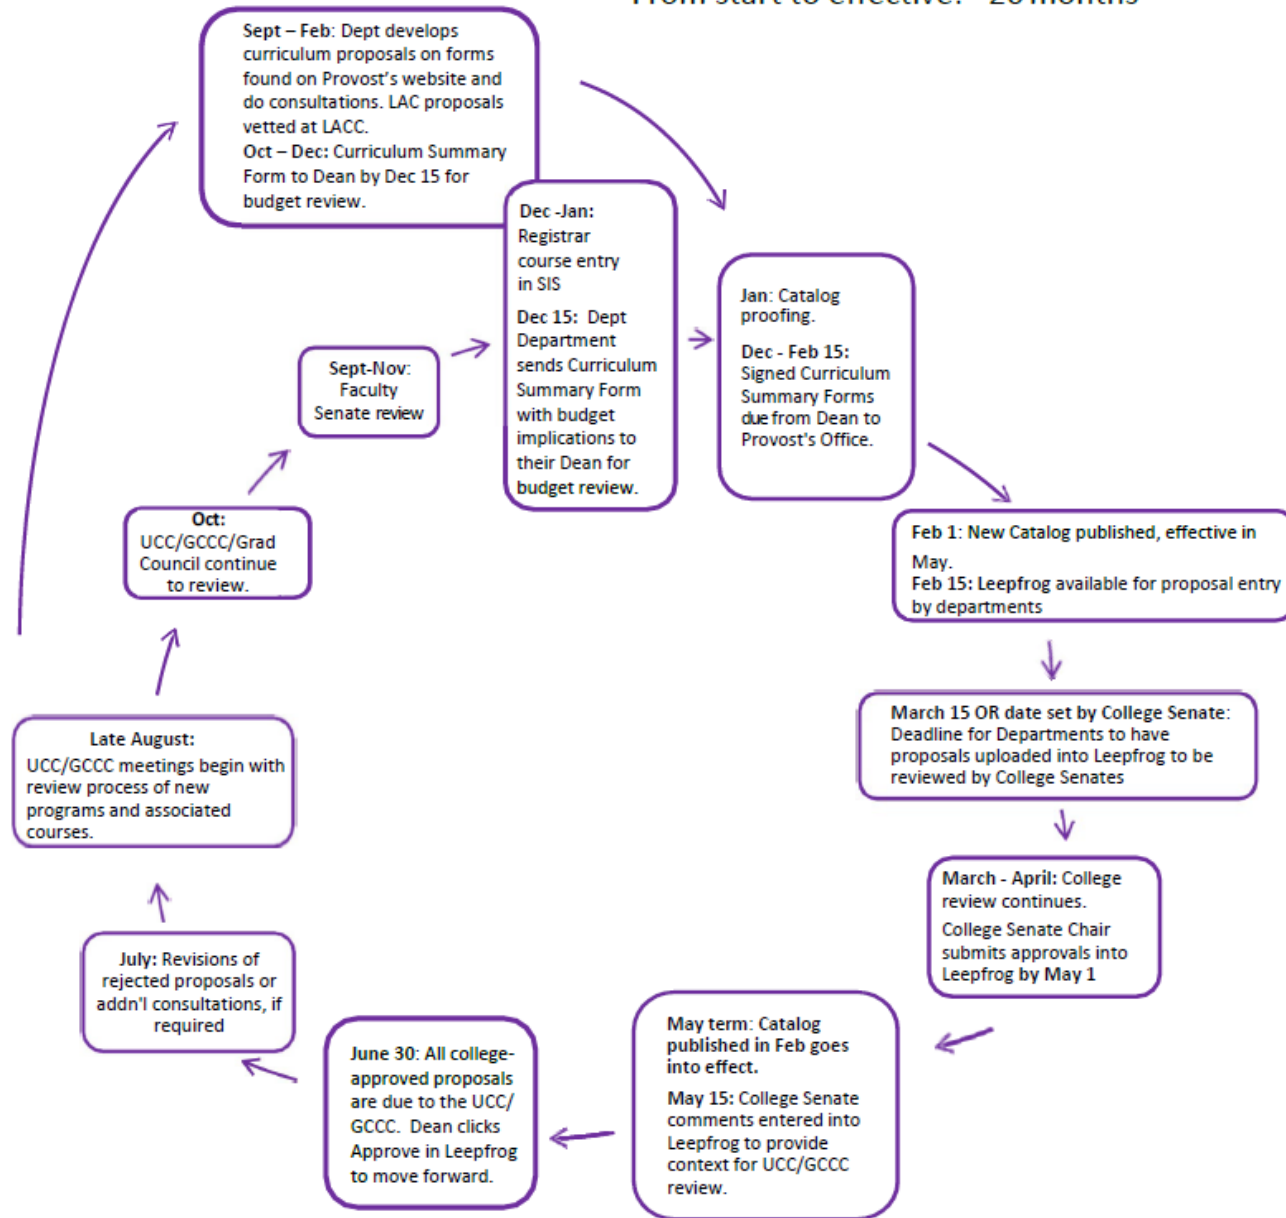 From start to effective: 20 months
Sept – Feb: Dept develops
curriculum proposals on forms
found on Provost's website and
do consultations. LAC proposals
vetted at LACC.
Oct – Dec: Curriculum Summary
Form to Dean by Dec 15 for
budget review.
Dec -Jan:
Registrar
course entry
in SIS
Dec 15: Dept
Department
sends Curriculum
Summary Form
with budget
implications to
their Dean for
budget review.
Jan: Catalog
proofing.
Dec - Feb 15:
Signed Curriculum
Summary Forms
due from Dean to
Provost's Office.
Sept-Nov:
Faculty
Senate review
Oct:
UCC/GCCC/Grad
Council continue
to review.
Feb 1: New Catalog published, effective in
May.
Feb 15: Leepfrog available for proposal entry
by departments
Late August:
UCC/GCCC meetings begin with
review process of new
programs and associated
courses.
March 15 OR date set by College Senate:
Deadline for Departments to have
proposals uploaded into Leepfrog to be
reviewed by College Senates
March - April: College
review continues.
College Senate Chair
submits approvals into
Leepfrog by May 1
July: Revisions of
rejected proposals or
addn'l consultations, if
required
June 30: All college-
approved proposals
are due to the UCC/
GCCC. Dean clicks
Approve in Leepfrog
to move forward.
May term: Catalog
published in Feb goes
into effect.
May 15: College Senate
comments entered into
Leepfrog to provide
context for UCC/GCCC
review.